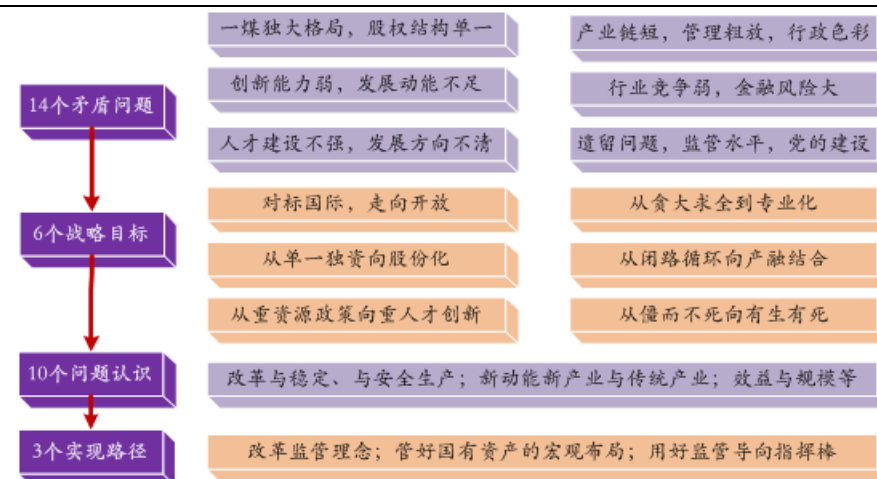 一煤独大格局，股权结构单一
产业链短，管理粗放，行政色彩
创新能力弱，发展动能不足
行业竞争弱，金融风险大
14个矛盾问题
人才建设不强，发展方向不清
遗留问题，监管水平，党的建设
对标国际，走向开放
从贪大求全到专业化
6个战略目标
从单一独资向股份化
从闭路循环向产融结合
从重资源政策向重人才创新
从僵而不死向有生有死
10个问题认识
改革与稳定、与安全生产；新动能新产业与传统产业；效益与规模等
3个实现路径
改革监管理念；管好国有资产的宏观布局；用好监管导向指挥棒